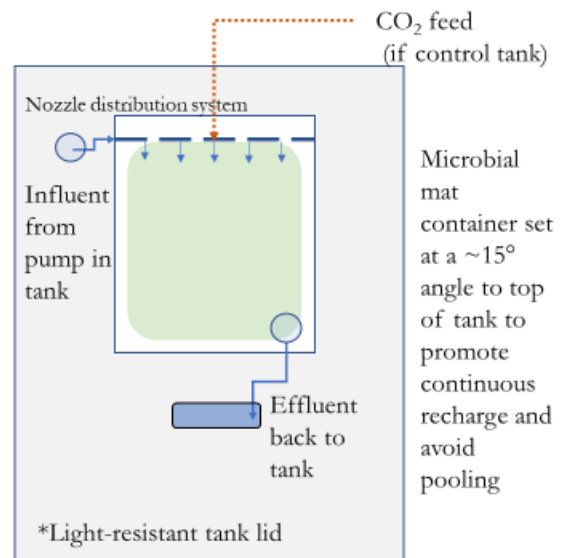 CO₂ feed
(if control tank)
Nozzle distribution system
Influent
from
pump in
tank
Microbial
mat
container set
at a ~15°
angle to top
of tank to
promote
continuous
recharge and
avoid
pooling
Effluent
back to
tank
*Light-resistant tank lid